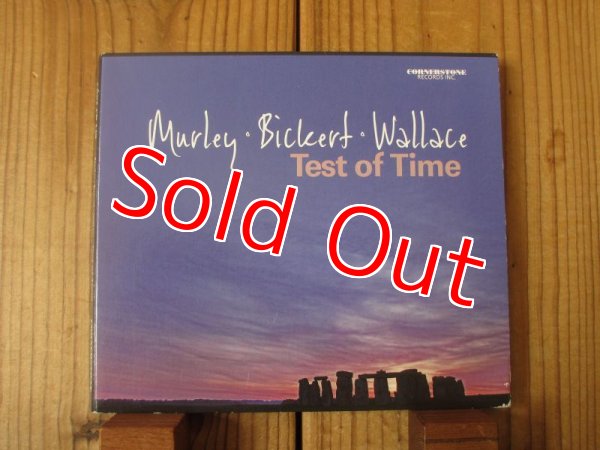 CORNERSTONE
RECORDS INC.
Murley • Bickert • Wallace
Test of Time
Sold Out